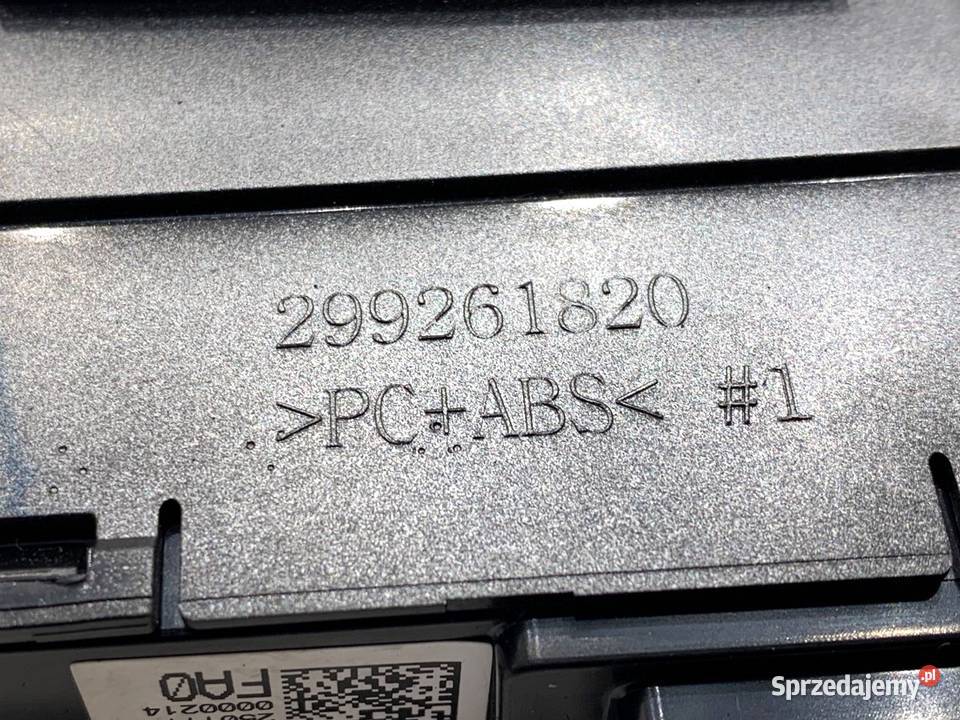 299261820
>PC+ABS< #1
FA0
0000214
Sprzedajemy.pl